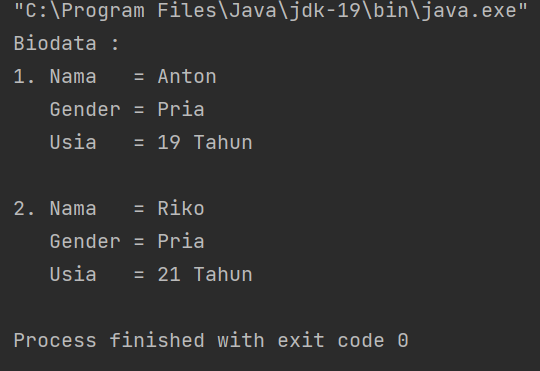 "C:\Program Files\Java\jdk-19\bin\java.exe"
Biodata :
1. Nama   = Anton
   Gender = Pria
   Usia   = 19 Tahun

2. Nama   = Riko
   Gender = Pria
   Usia   = 21 Tahun

Process finished with exit code 0